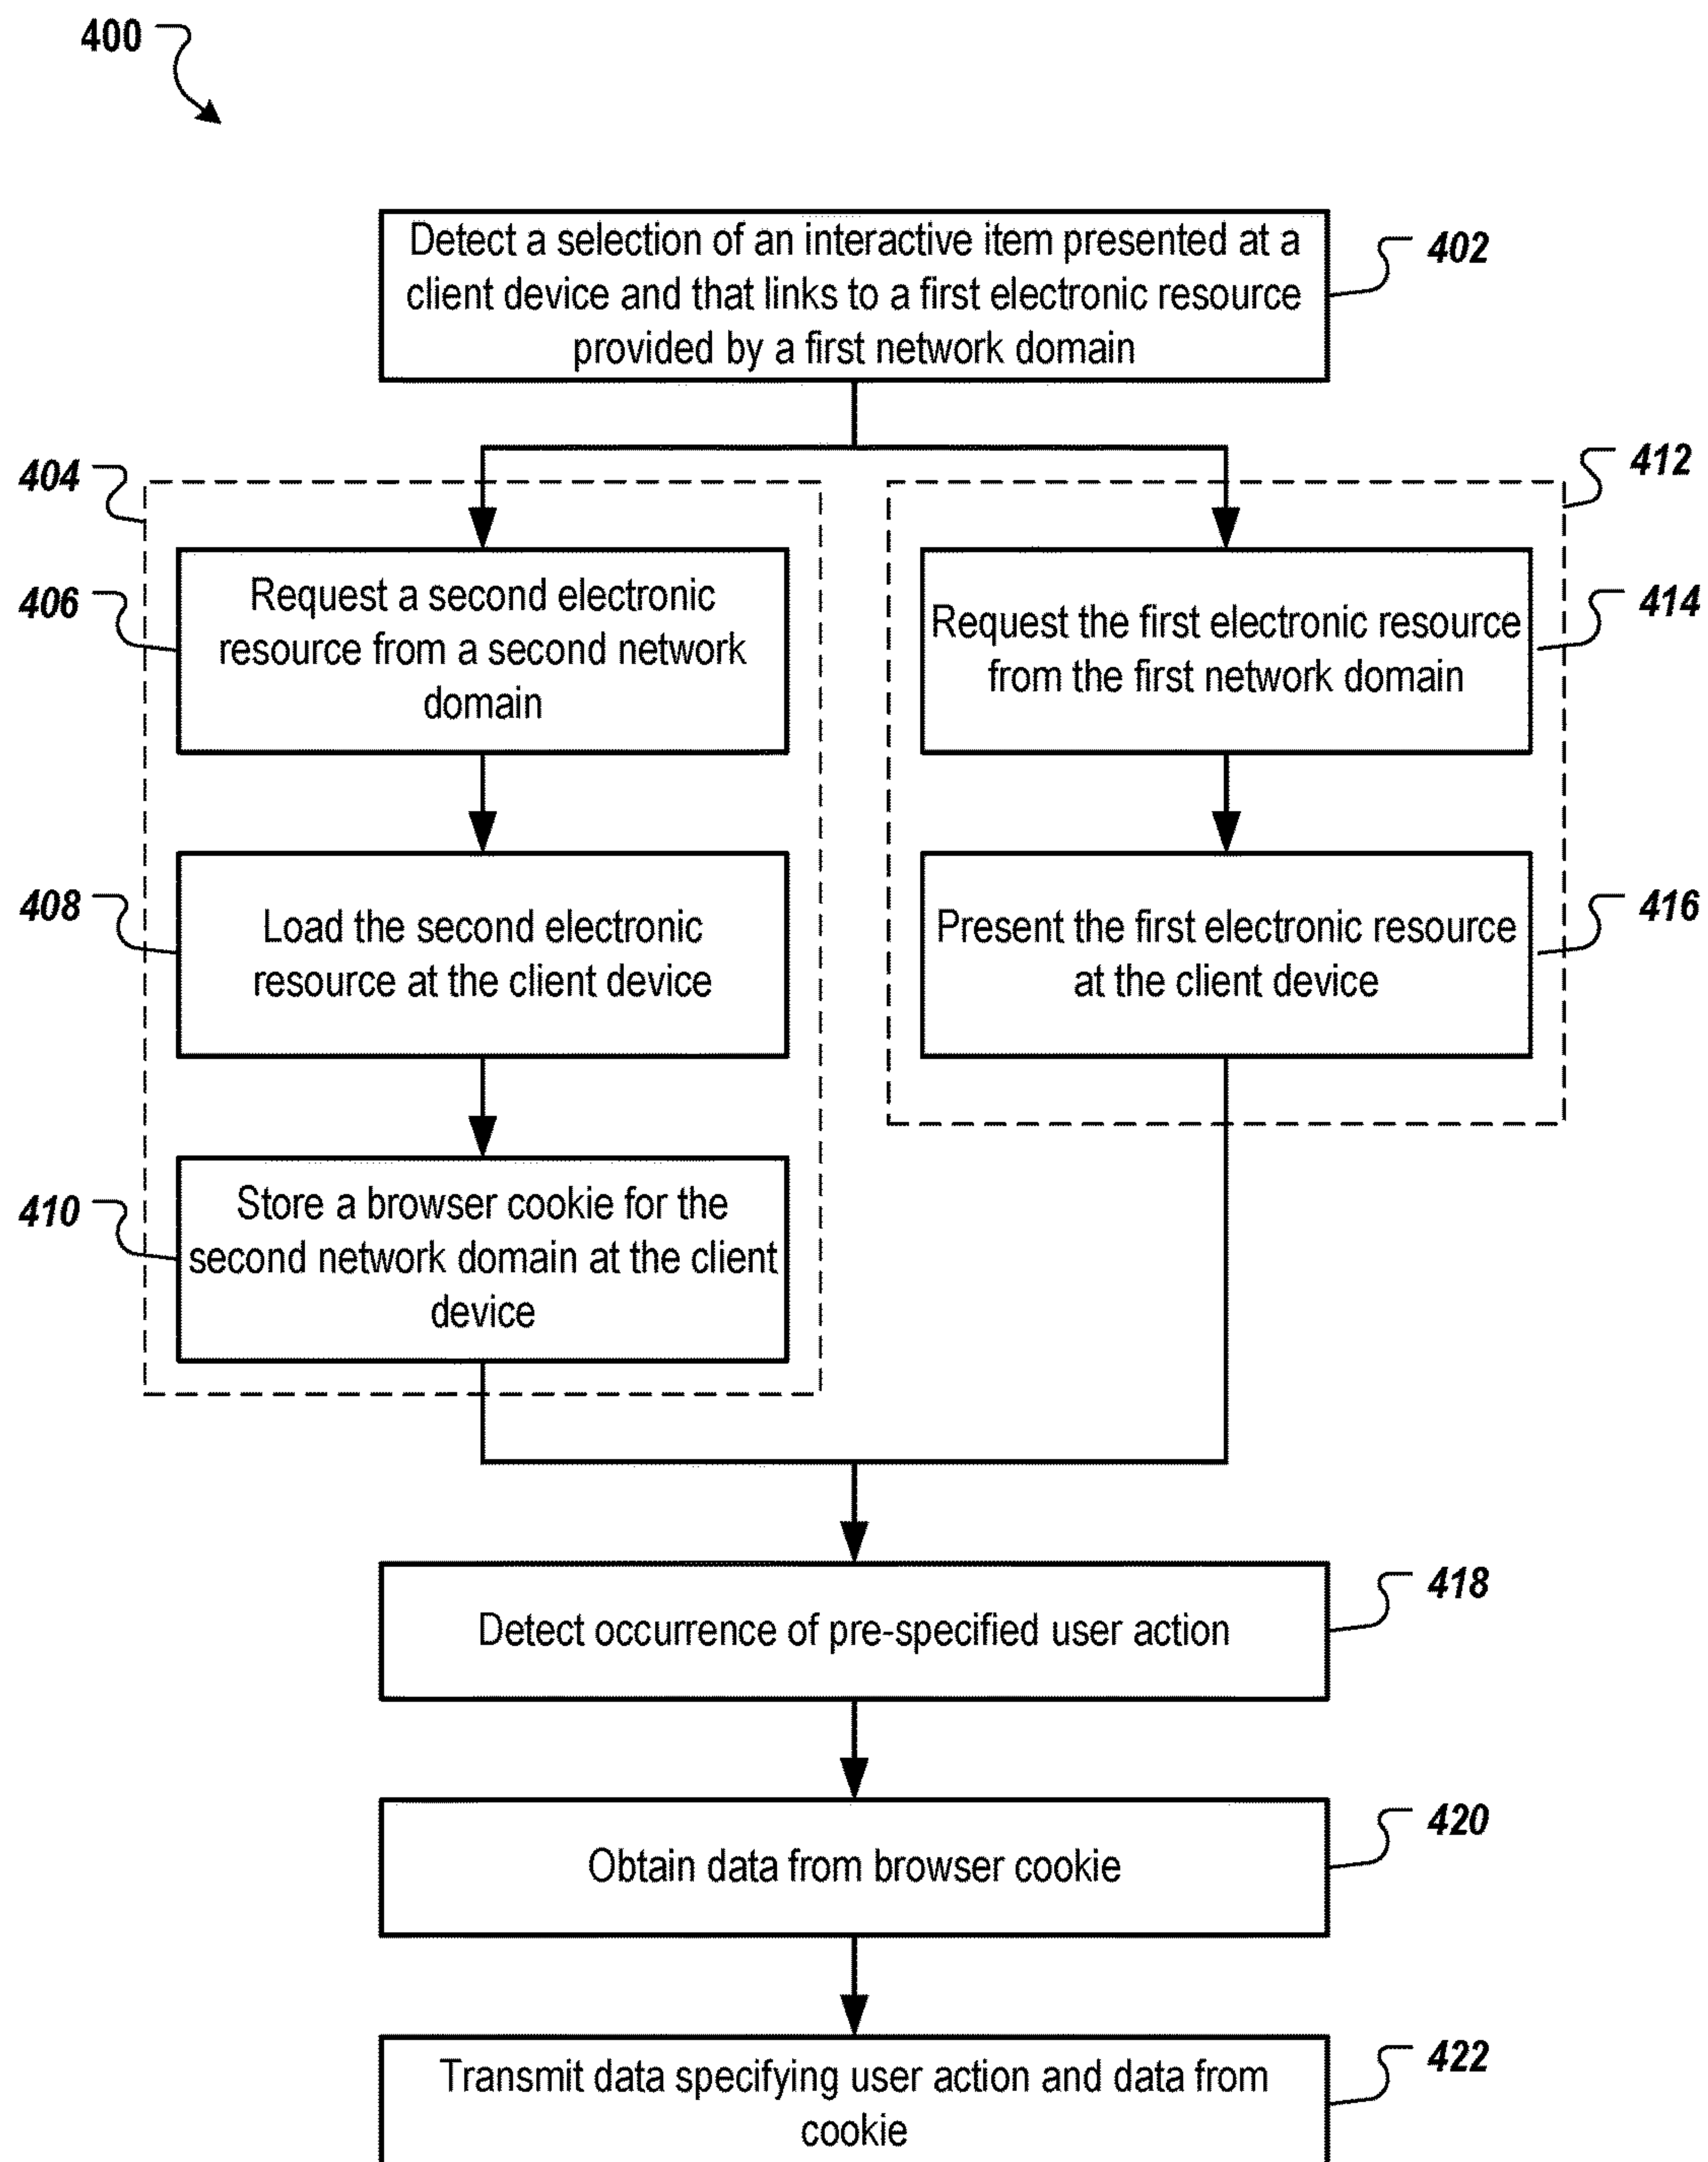 400
Detect a selection of an interactive item presented at a
client device and that links to a first electronic resource
provided by a first network domain
402
404
412
406
Request a second electronic
resource from a second network
domain
Request the first electronic resource
from the first network domain
414
408
Load the second electronic
resource at the client device
Present the first electronic resource
at the client device
416
410
Store a browser cookie for the
second network domain at the client
device
Detect occurrence of pre-specified user action
418
Obtain data from browser cookie
420
Transmit data specifying user action and data from
cookie
422